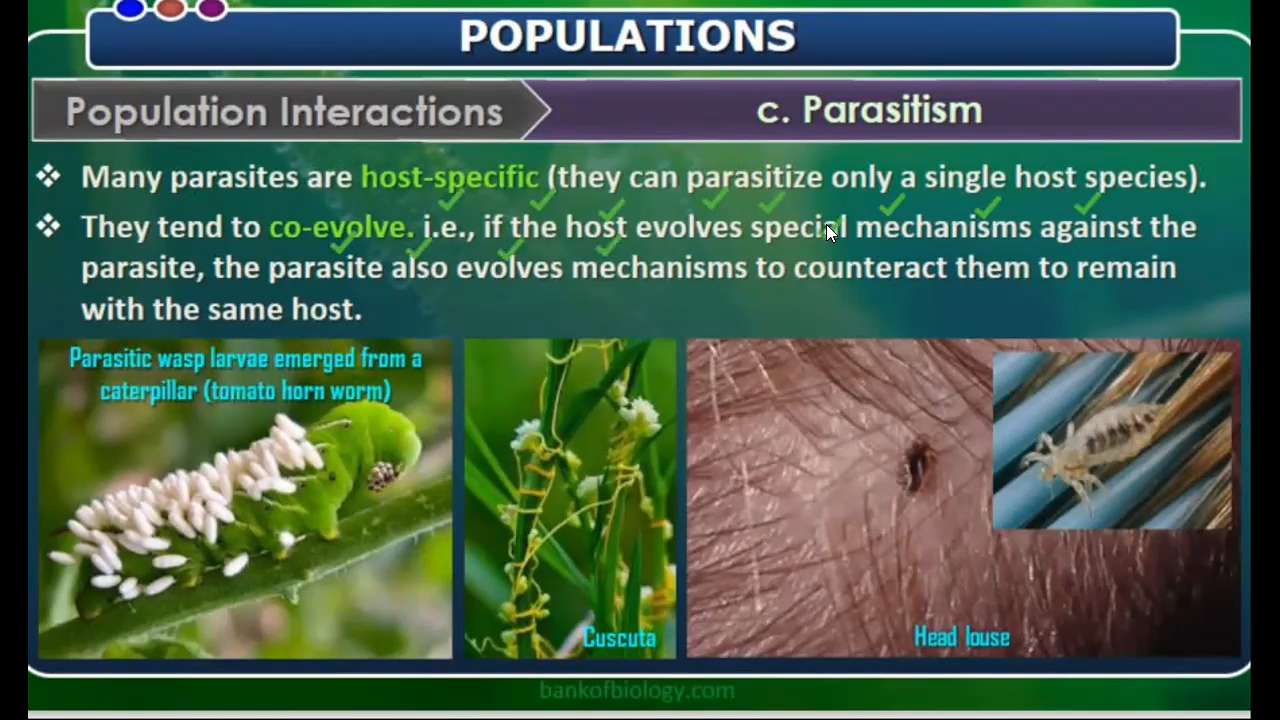 POPULATIONS
Population Interactions
c. Parasitism
❖ Many parasites are host-specific (they can parasitize only a single host species).
❖ They tend to co-evolve. i.e., if the host evolves special mechanisms against the
parasite, the parasite also evolves mechanisms to counteract them to remain
with the same host.
Parasitic wasp larvae emerged from a
caterpillar (tomato horn worm)
Cuscuta
Head louse
bankofbiology.com